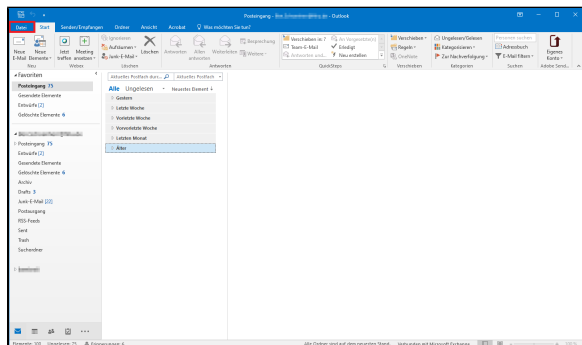 Posteingang - - Outlook
Datei Start Senden/Empfangen Ordner Ansicht Acrobat Was möchten Sie tun?
Neue E-Mail
Neue Elemente
Neu
Jetzt treffen
Meeting ansetzen
Webex
Ignorieren
Aufräumen
Junk-E-Mail
Löschen
Löschen
Antworten
Allen antworten
Weiterleiten
Besprechung
Weitere
Antworten
Verschieben in: ?
Team-E-Mail
Antworten und...
An Vorgesetzte(n)
Erledigt
Neu erstellen
QuickSteps
Verschieben
Regeln
OneNote
Verschieben
Ungelesen/Gelesen
Kategorisieren
Zur Nachverfolgung
Kategorien
Personen suchen
Adressbuch
E-Mail filtern
Suchen
Eigenes Konto
Adobe Send...
Favoriten
Posteingang 75
Gesendete Elemente
Entwürfe [2]
Gelöschte Elemente 6
Posteingang 75
Entwürfe [2]
Gesendete Elemente
Gelöschte Elemente 6
Archiv
Drafts 3
Junk-E-Mail [22]
Postausgang
RSS-Feeds
Sent
Trash
Suchordner
Aktuelles Postfach durc... Aktuelles Postfach
Alle Ungelesen Neuestes Element
Gestern
Letzte Woche
Vorletzte Woche
Vorvorletzte Woche
Letzten Monat
Älter
Elemente: 100 Ungelesen: 75 Erinnerungen: 6
Alle Ordner sind auf dem neuesten Stand. Verbunden mit Microsoft Exchange